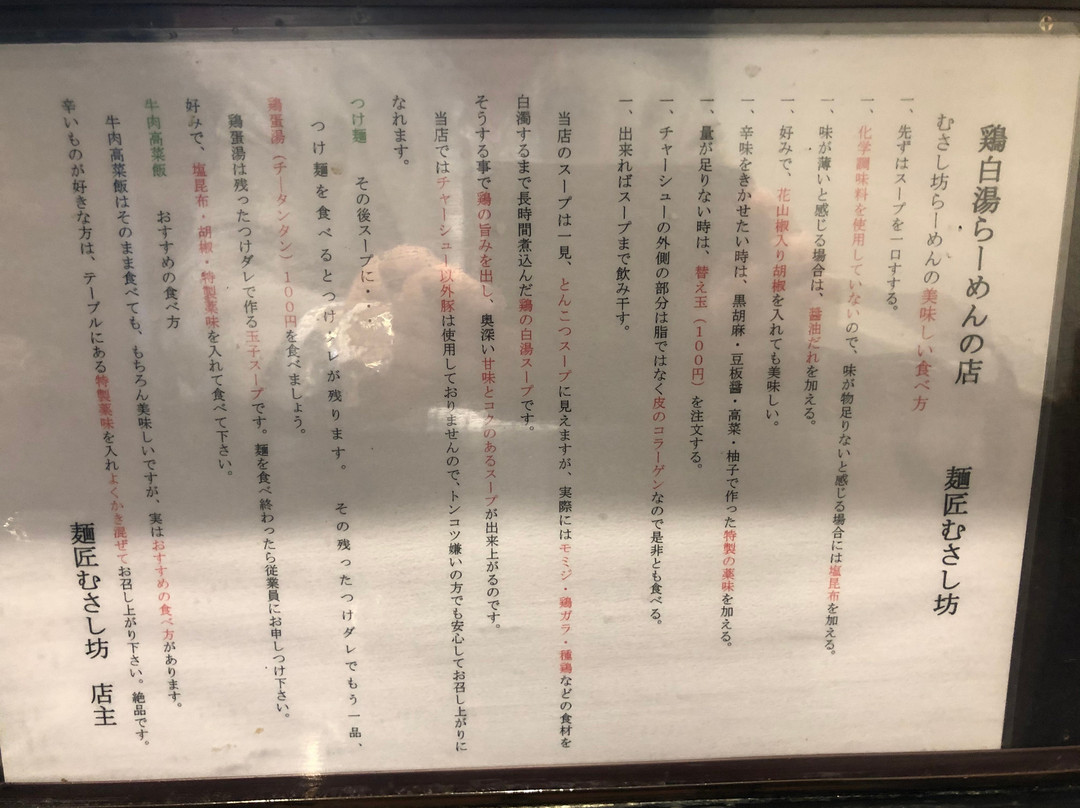 鶏白湯らーめんの店　麺匠むさし坊
むさし坊らーめんの美味しい食べ方
一、先ずはスープを一口すする。
一、化学調味料を使用していないので、味が物足りないと感じる場合には塩昆布を加える。
一、味が薄いと感じる場合は、醤油だれを加える。
一、好みで、花山椒入り胡椒を入れても美味しい。
一、辛味をきかせたい時は、黒胡麻・豆板醤・高菜・柚子で作った特製の薬味を加える。
一、量が足りない時は、替え玉（１００円）を注文する。
一、チャーシューの外側の部分は脂ではなく皮のコラーゲンなので是非とも食べる。
一、出来ればスープまで飲み干す。
当店のスープは一見、とんこつスープに見えますが、実際にはモミジ・鶏ガラ・種鶏などの食材を
白濁するまで長時間煮込んだ鶏の白湯スープです。
そうする事で鶏の旨みを出し、奥深い甘味とコクのあるスープが出来上がるのです。
当店ではチャーシュー以外豚は使用しておりませんので、トンコツ嫌いの方でも安心してお召し上がりに
なれます。
つけ麺　その後スープに・・・
つけ麺を食べるとつけダレが残ります。その残ったつけダレでもう一品、
鶏蛋湯（チータンタン）１００円を食べましょう。
鶏蛋湯は残ったつけダレで作る玉子スープです。麺を食べ終わったら従業員にお申しつけ下さい。
好みで、塩昆布・胡椒・特製薬味を入れて食べて下さい。
牛肉高菜飯　おすすめの食べ方
牛肉高菜飯はそのまま食べても、もちろん美味しいですが、実はおすすめの食べ方があります。
辛いものが好きな方は、テーブルにある特製薬味を入れよくかき混ぜてお召し上がり下さい。絶品です。
麺匠むさし坊　店主